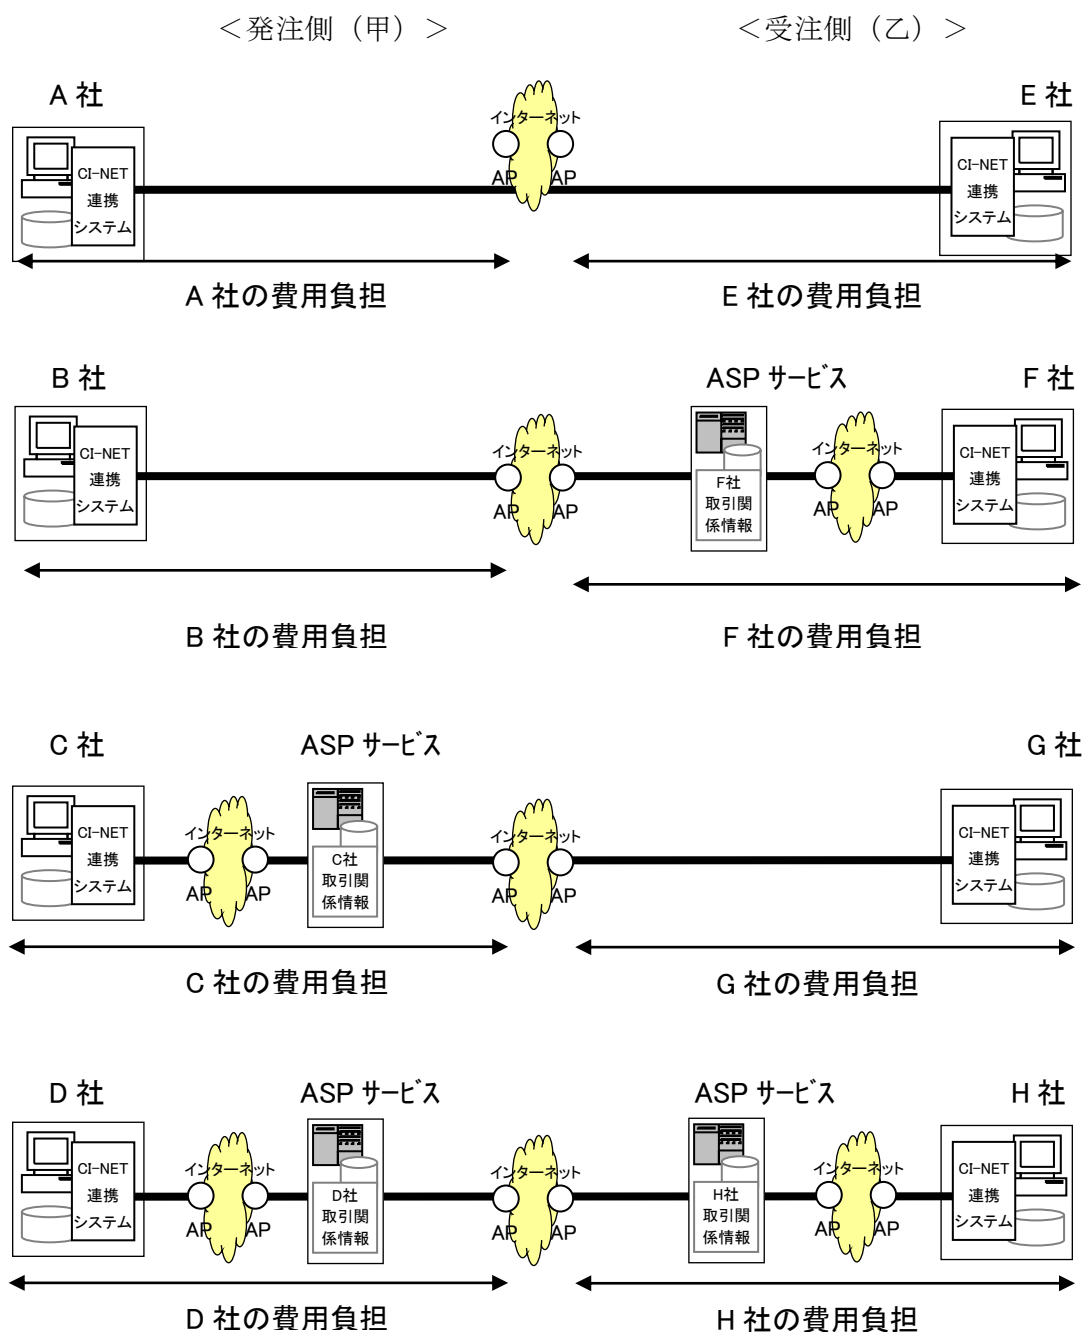 ＜発注側（甲）＞ ＜受注側（乙）＞
A 社 E 社
インターネット
CI-NET
連携
システム
AP AP
CI-NET
連携
システム
A 社の費用負担 E 社の費用負担
B 社 ASP サービス F 社
CI-NET
連携
システム
インターネット
AP AP
F社
取引関
係情報
インターネット
AP AP
CI-NET
連携
システム
B 社の費用負担 F 社の費用負担
C 社 ASP サービス G 社
CI-NET
連携
システム
インターネット
AP AP
C社
取引関
係情報
インターネット
AP AP
CI-NET
連携
システム
C 社の費用負担 G 社の費用負担
D 社 ASP サービス ASP サービス H 社
CI-NET
連携
システム
インターネット
AP AP
D社
取引関
係情報
インターネット
AP AP
H社
取引関
係情報
インターネット
AP AP
CI-NET
連携
システム
D 社の費用負担 H 社の費用負担